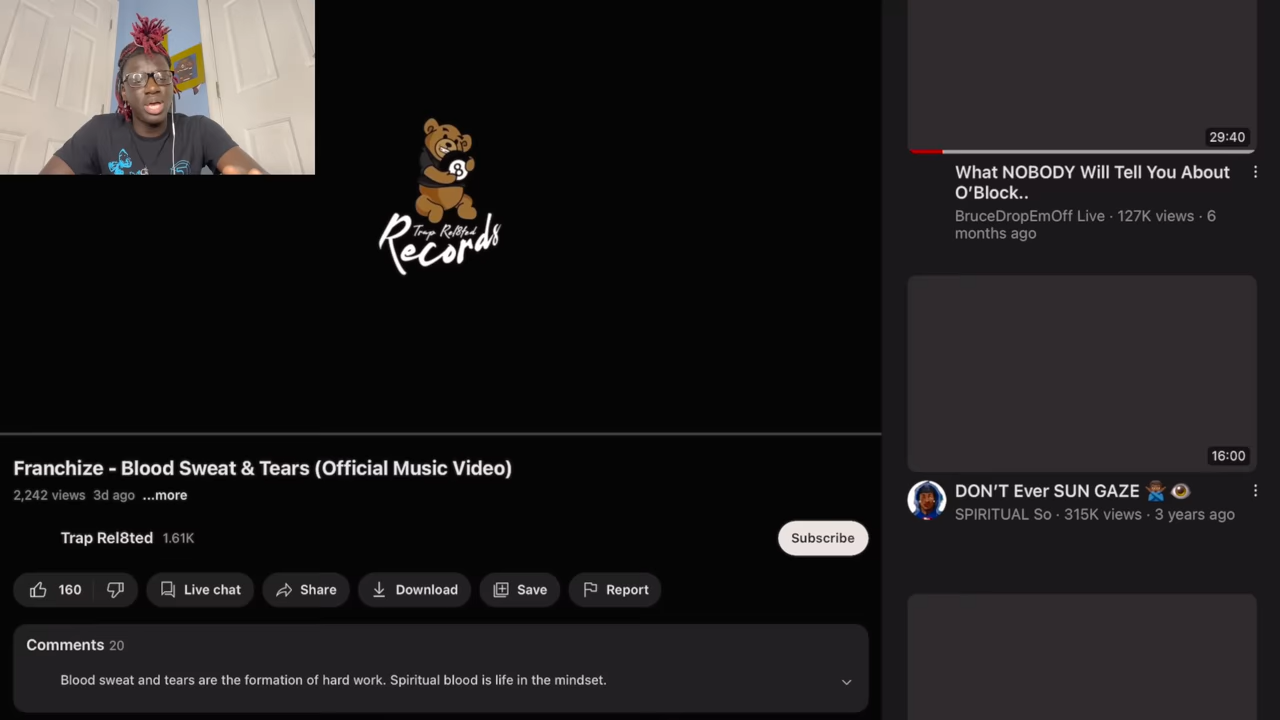 8
Trap Rel8ted
Records
Franchize - Blood Sweat & Tears (Official Music Video)
2,242 views 3d ago ...more
Trap Rel8ted 1.61K
Subscribe
160
Live chat
Share
Download
Save
Report
Comments 20
Blood sweat and tears are the formation of hard work. Spiritual blood is life in the mindset.
29:40
What NOBODY Will Tell You About
O’Block..
BruceDropEmOff Live · 127K views · 6
months ago
16:00
DON’T Ever SUN GAZE 🙅🏾‍♂️ 👁️
SPIRITUAL So · 315K views · 3 years ago